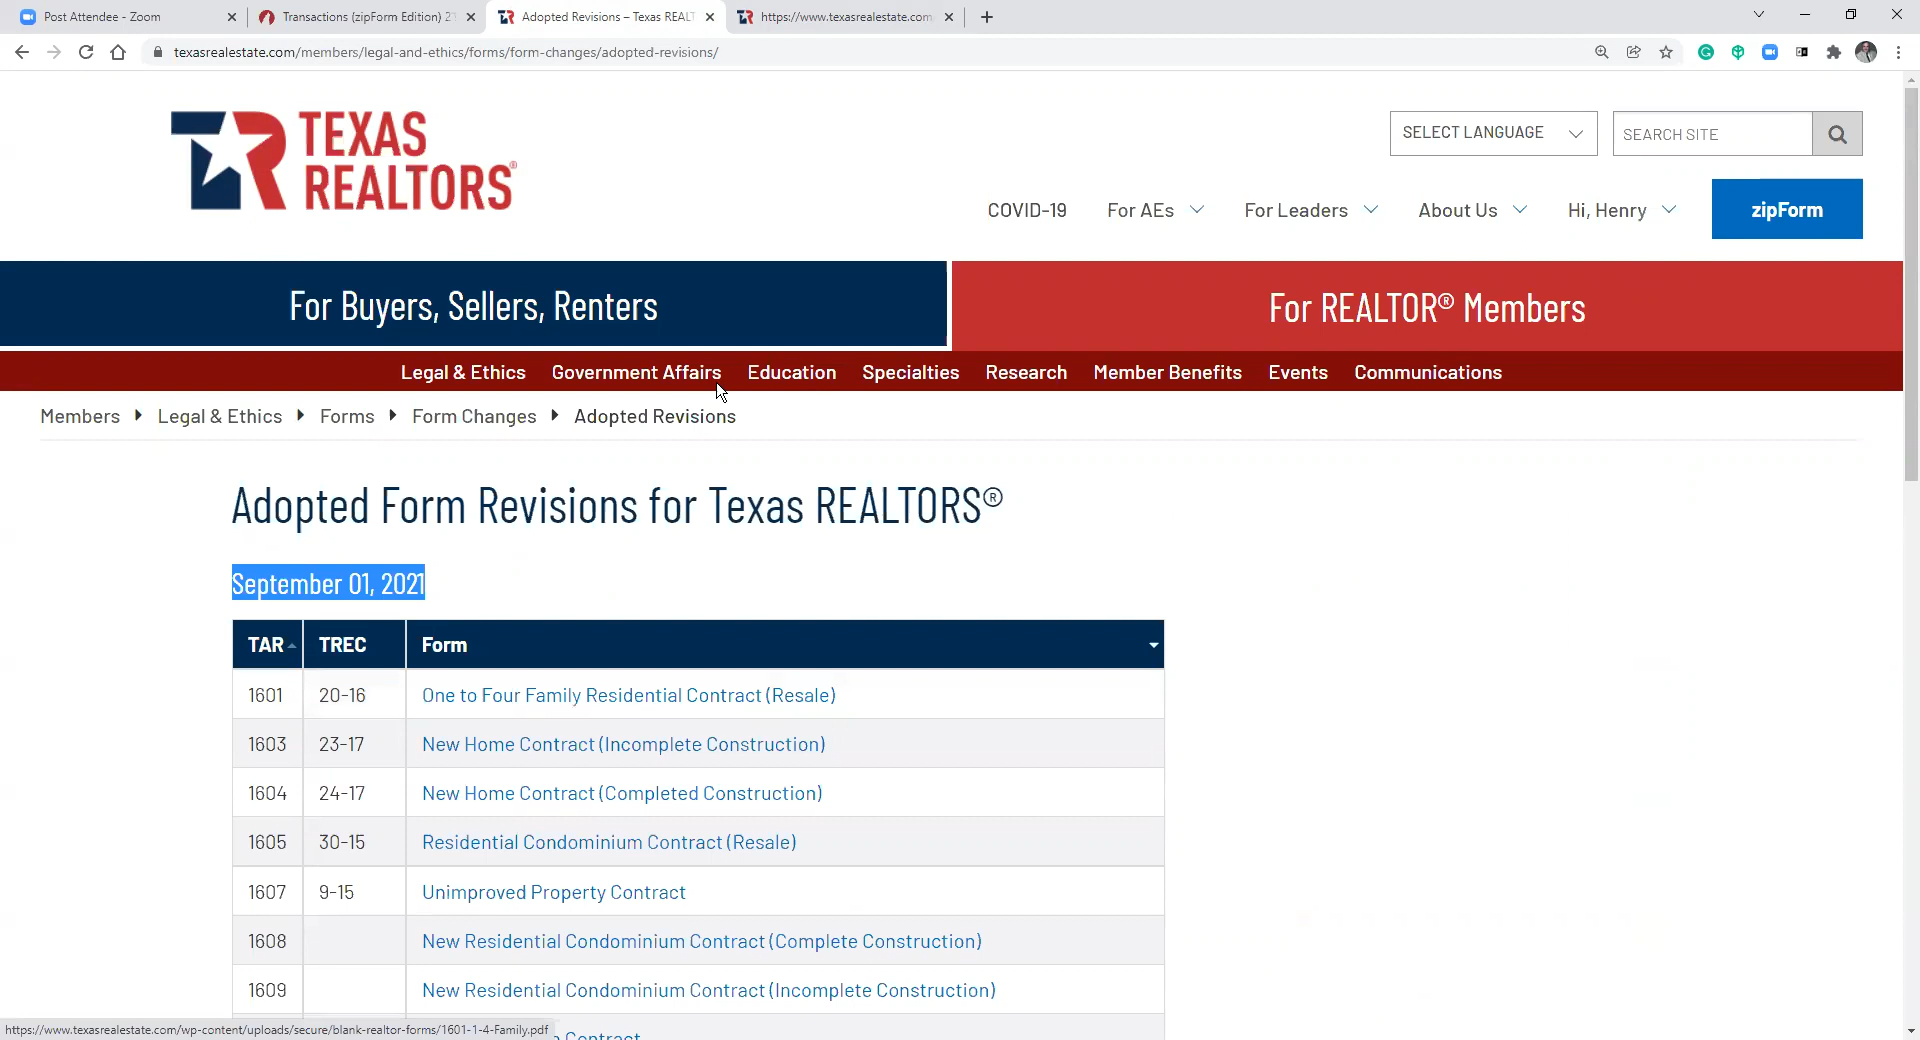 Post Attendee - Zoom
Transactions (zipForm Edition)
Adopted Revisions – Texas REALT
https://www.texasrealestate.com
texasrealestate.com/members/legal-and-ethics/forms/form-changes/adopted-revisions/
TEXAS
REALTORS®
SELECT LANGUAGE
SEARCH SITE
COVID-19
For AEs
For Leaders
About Us
Hi, Henry
zipForm
For Buyers, Sellers, Renters
For REALTOR® Members
Legal & Ethics
Government Affairs
Education
Specialties
Research
Member Benefits
Events
Communications
Members
Legal & Ethics
Forms
Form Changes
Adopted Revisions
Adopted Form Revisions for Texas REALTORS®
September 01, 2021
TAR TREC Form
1601 20-16 One to Four Family Residential Contract (Resale)
1603 23-17 New Home Contract (Incomplete Construction)
1604 24-17 New Home Contract (Completed Construction)
1605 30-15 Residential Condominium Contract (Resale)
1607 9-15 Unimproved Property Contract
1608 New Residential Condominium Contract (Complete Construction)
1609 New Residential Condominium Contract (Incomplete Construction)
Contract
https://www.texasrealestate.com/wp-content/uploads/secure/blank-realtor-forms/1601-1-4-Family.pdf